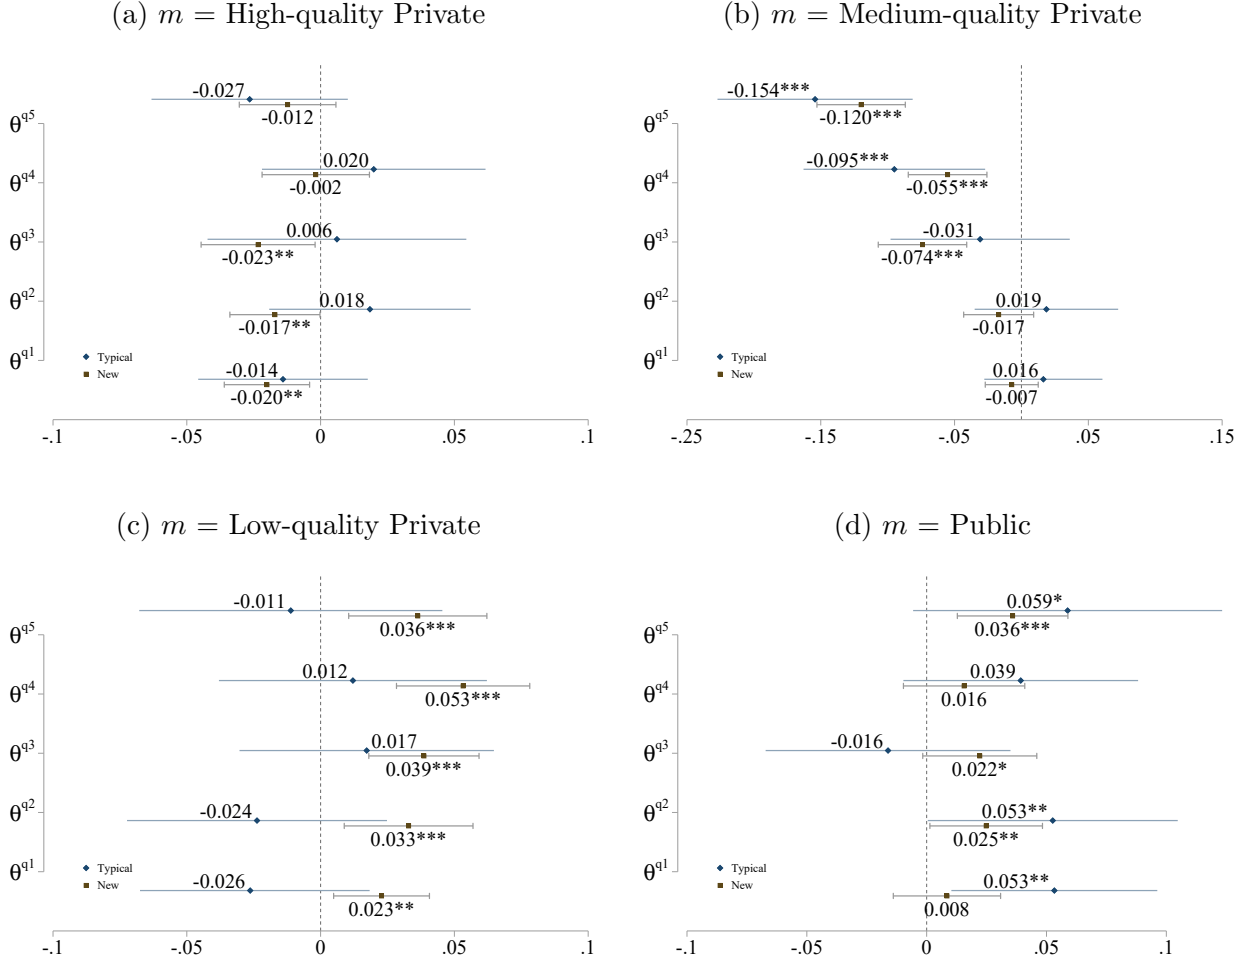 (a) m = High-quality Private
-0.027
-0.012
θq5
0.020
-0.002
θq4
0.006
-0.023**
θq3
0.018
-0.017**
θq2
-0.014
-0.020**
θq1
Typical
New
-.1 -.05 0 .05 .1
(b) m = Medium-quality Private
-0.154***
-0.120***
θq5
-0.095***
-0.055***
θq4
-0.031
-0.074***
θq3
0.019
-0.017
θq2
0.016
-0.007
θq1
Typical
New
-.25 -.15 -.05 .05 .15
(c) m = Low-quality Private
-0.011
0.036***
θq5
0.012
0.053***
θq4
0.017
0.039***
θq3
-0.024
0.033***
θq2
-0.026
0.023**
θq1
Typical
New
-.1 -.05 0 .05 .1
(d) m = Public
0.059*
0.036***
θq5
0.039
0.016
θq4
-0.016
0.022*
θq3
0.053**
0.025**
θq2
0.053**
0.008
θq1
Typical
New
-.1 -.05 0 .05 .1